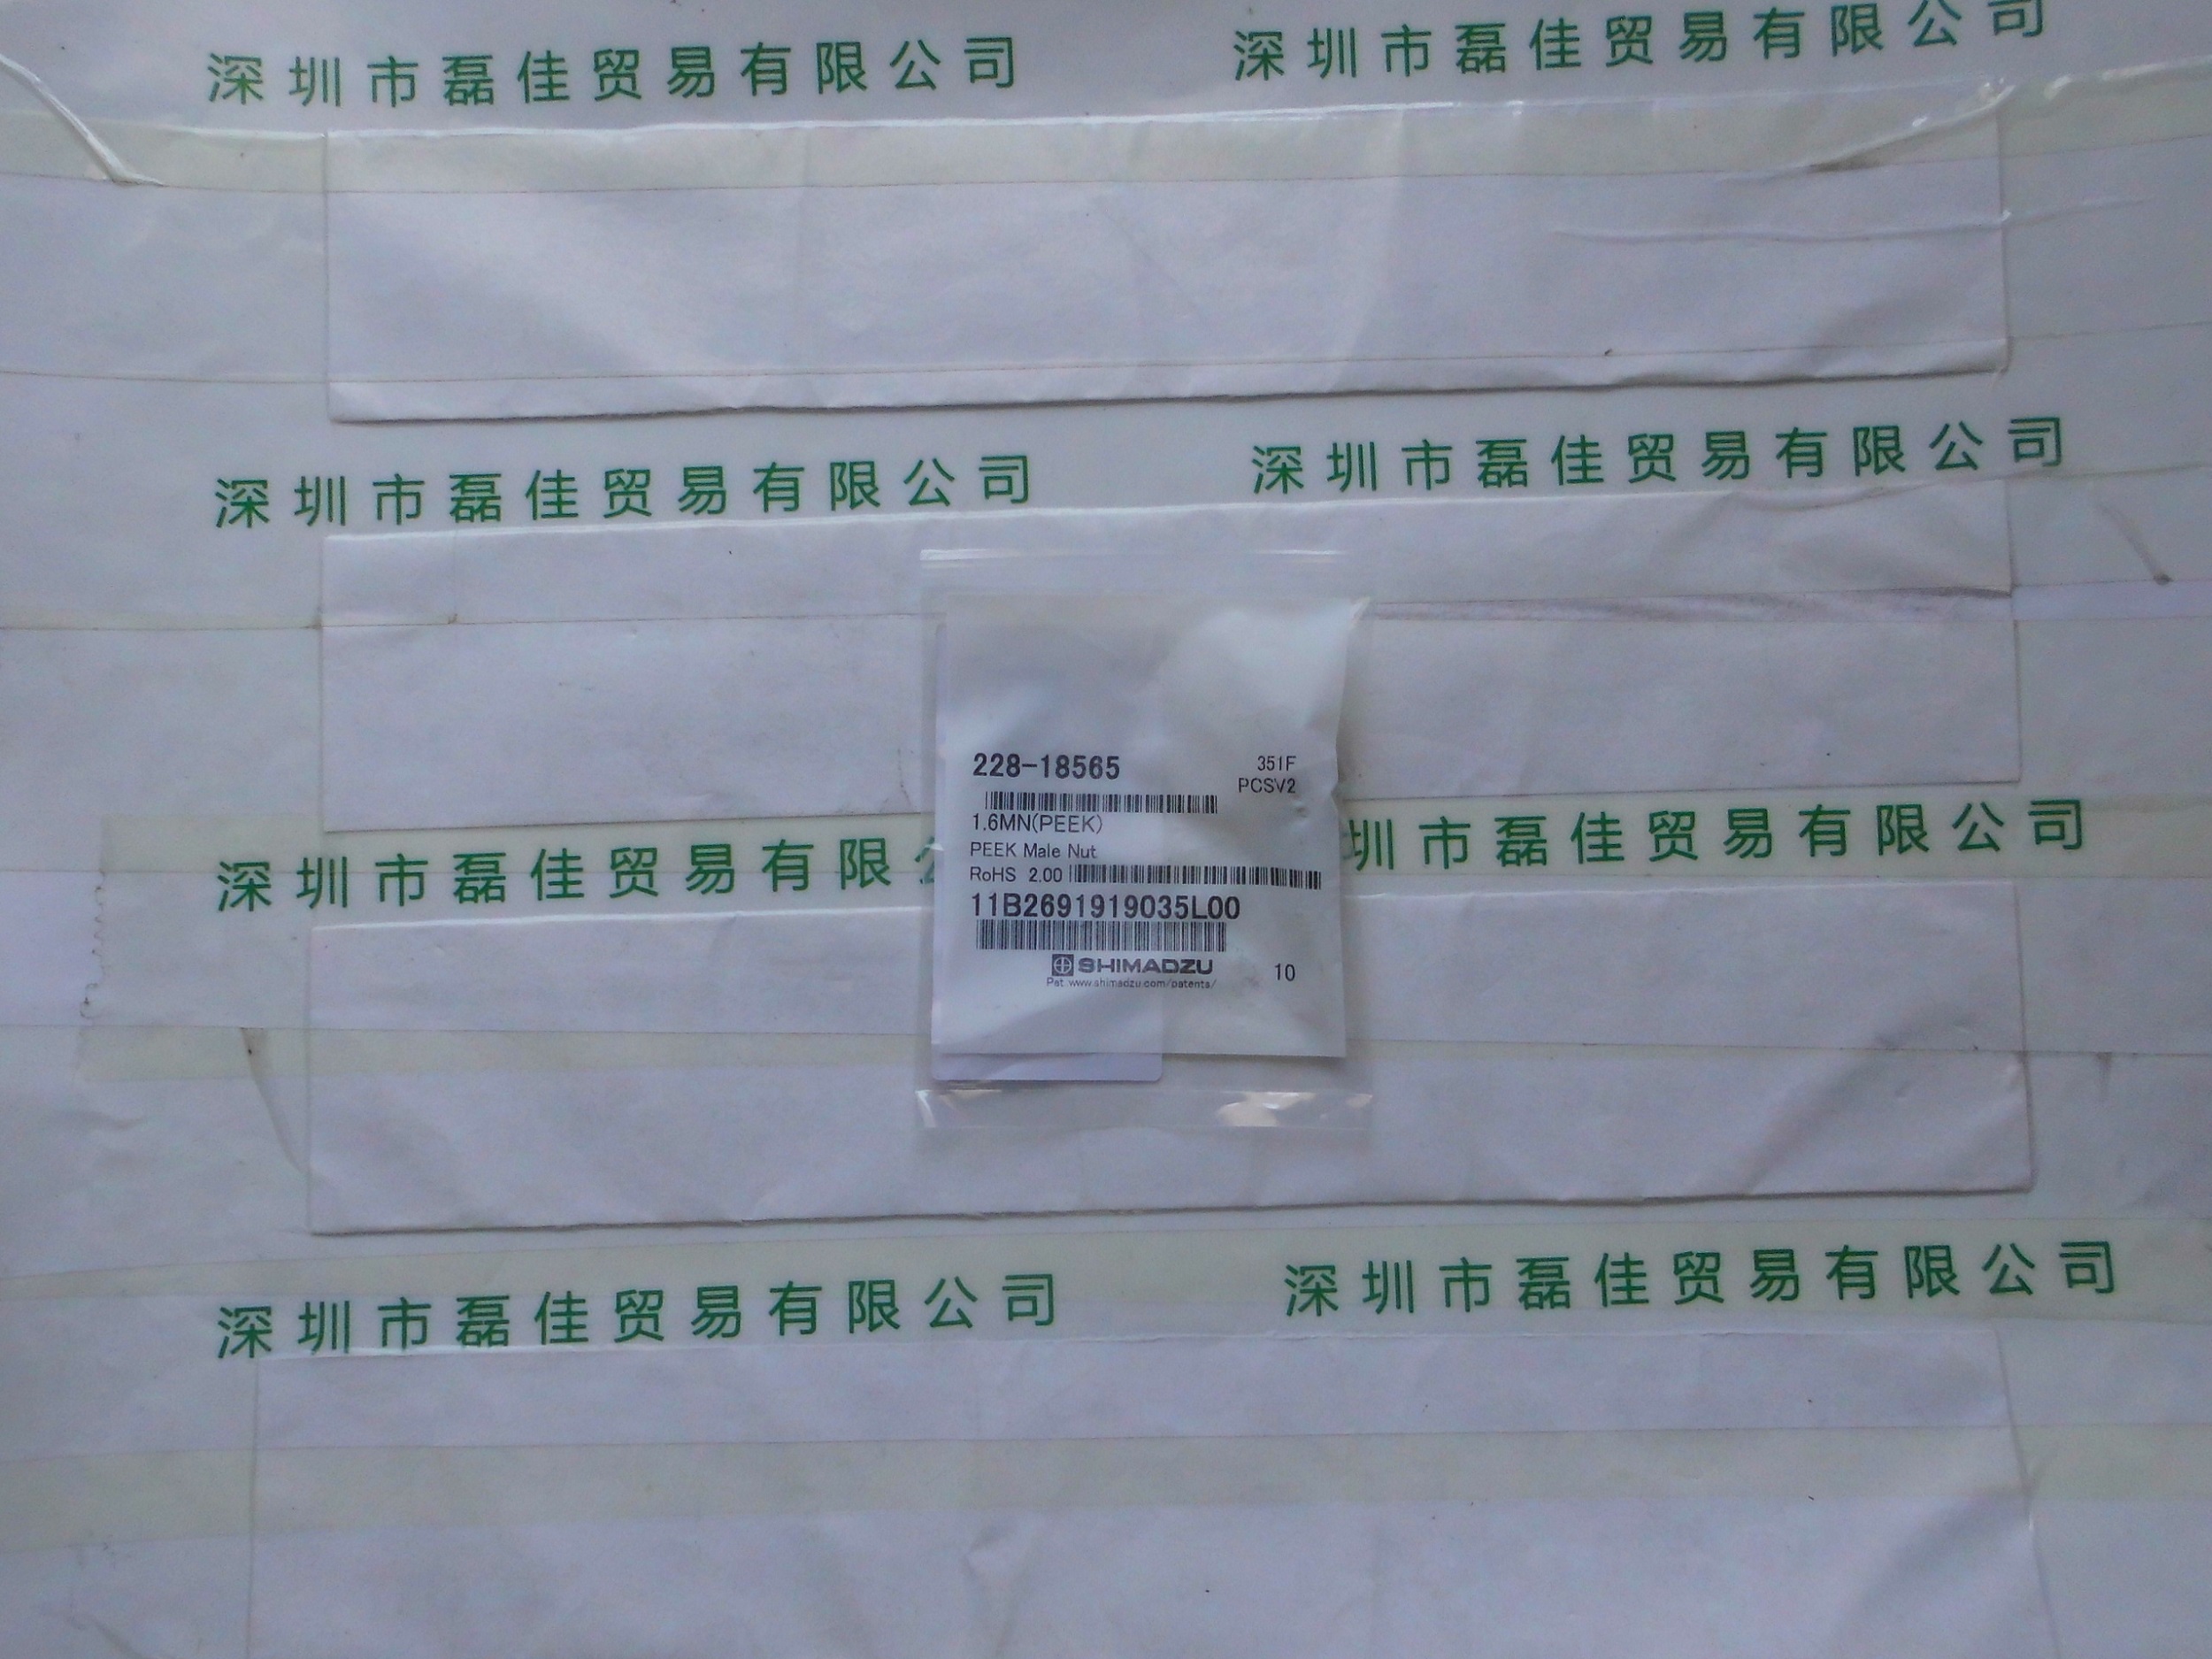 深圳市磊佳贸易有限公司 深圳市磊佳贸易有限公司
深圳市磊佳贸易有限公司 深圳市磊佳贸易有限公司
深圳市磊佳贸易有限 圳市磊佳贸易有限公司
228-18565 351F
PCSV2
1.6MN(PEEK)
PEEK Male Nut
RoHS 2.00
11B2691919035L00
SHIMADZU 10
Pat.www.shimadzu.com/patents/
深圳市磊佳贸易有限公司 深圳市磊佳贸易有限公司